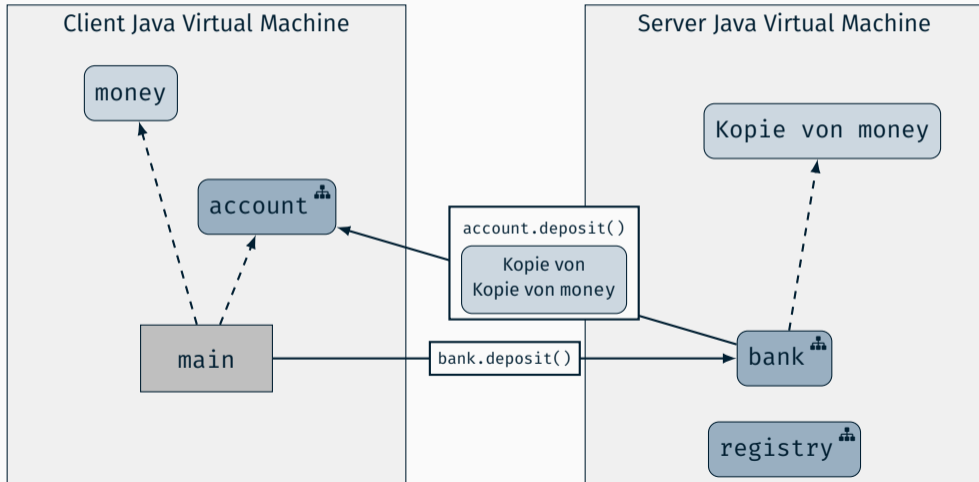 Client Java Virtual Machine
Server Java Virtual Machine
money
Kopie von money
account
account.deposit()
Kopie von
Kopie von money
main
bank.deposit()
bank
registry